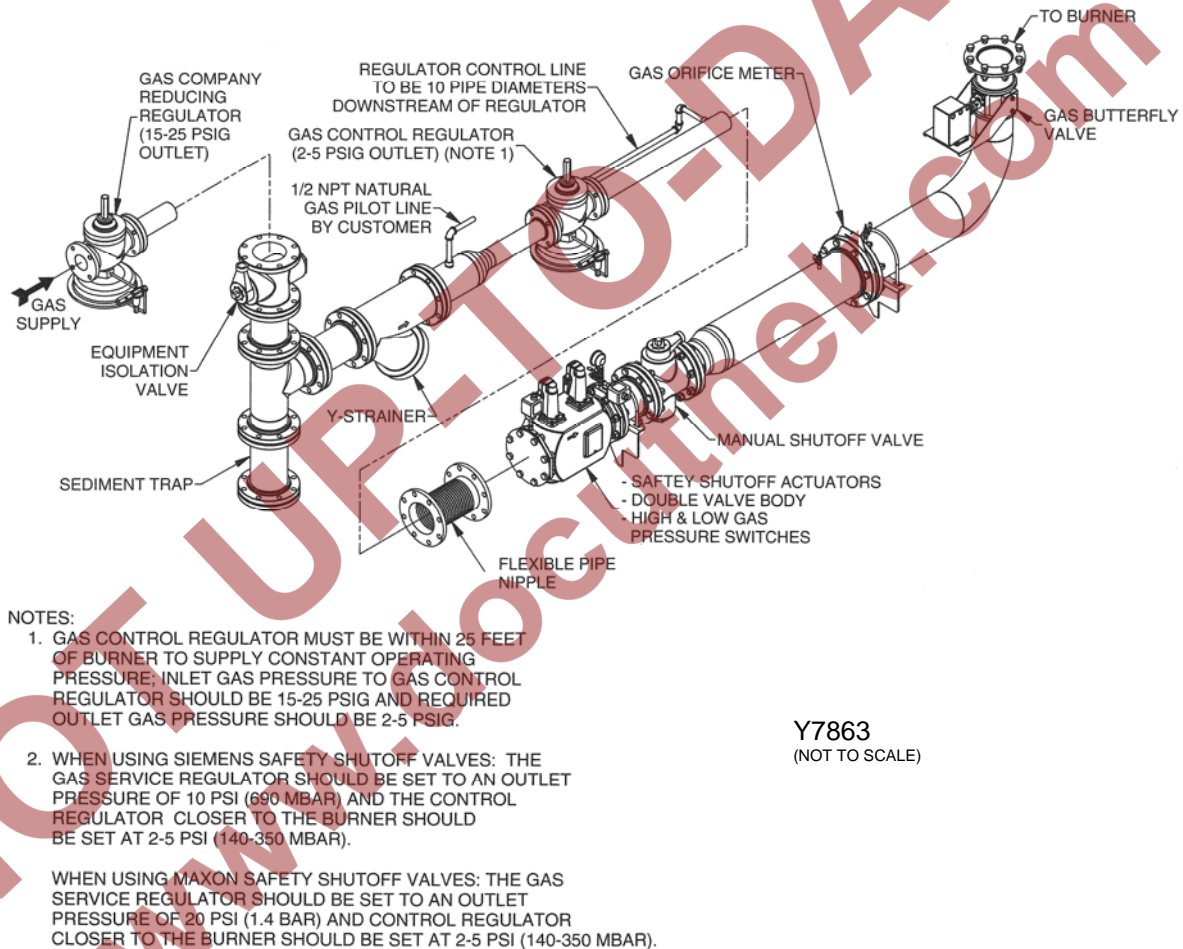 TO BURNER
GAS COMPANY
REDUCING
REGULATOR
(15-25 PSIG
OUTLET)
REGULATOR CONTROL LINE
TO BE 10 PIPE DIAMETERS
DOWNSTREAM OF REGULATOR
GAS ORIFICE METER
GAS BUTTERFLY
VALVE
GAS CONTROL REGULATOR
(2-5 PSIG OUTLET) (NOTE 1)
1/2 NPT NATURAL
GAS PILOT LINE
BY CUSTOMER
GAS
SUPPLY
EQUIPMENT
ISOLATION
VALVE
Y-STRAINER
MANUAL SHUTOFF VALVE
SEDIMENT TRAP
- SAFTEY SHUTOFF ACTUATORS
- DOUBLE VALVE BODY
- HIGH & LOW GAS
PRESSURE SWITCHES
FLEXIBLE PIPE
NIPPLE
NOTES:
1. GAS CONTROL REGULATOR MUST BE WITHIN 25 FEET
OF BURNER TO SUPPLY CONSTANT OPERATING
PRESSURE; INLET GAS PRESSURE TO GAS CONTROL
REGULATOR SHOULD BE 15-25 PSIG AND REQUIRED
OUTLET GAS PRESSURE SHOULD BE 2-5 PSIG.
2. WHEN USING SIEMENS SAFETY SHUTOFF VALVES: THE
GAS SERVICE REGULATOR SHOULD BE SET TO AN OUTLET
PRESSURE OF 10 PSI (690 MBAR) AND THE CONTROL
REGULATOR CLOSER TO THE BURNER SHOULD
BE SET AT 2-5 PSI (140-350 MBAR).
WHEN USING MAXON SAFETY SHUTOFF VALVES: THE GAS
SERVICE REGULATOR SHOULD BE SET TO AN OUTLET
PRESSURE OF 20 PSI (1.4 BAR) AND CONTROL REGULATOR
CLOSER TO THE BURNER SHOULD BE SET AT 2-5 PSI (140-350 MBAR).
Y7863
(NOT TO SCALE)
NOT UP-TO-DA
www.docuthek.com